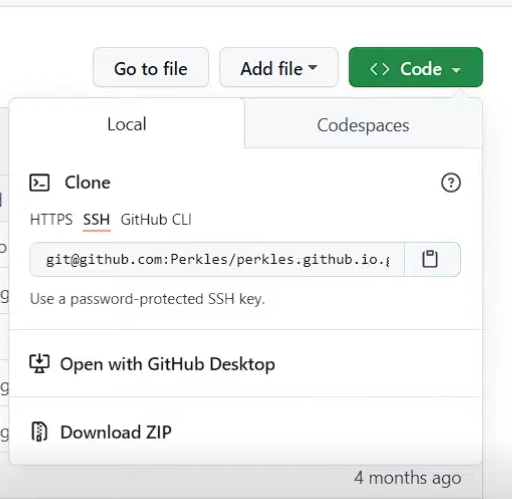 Go to file Add file Code
Local Codespaces
Clone
HTTPS SSH GitHub CLI
git@github.com:Perkles/perkles.github.io.g
Use a password-protected SSH key.
Open with GitHub Desktop
Download ZIP
4 months ago